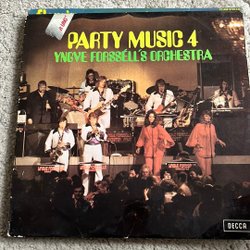 PARTY MUSIC 4
YNGVE FORSSELL'S ORCHESTRA
DECCA